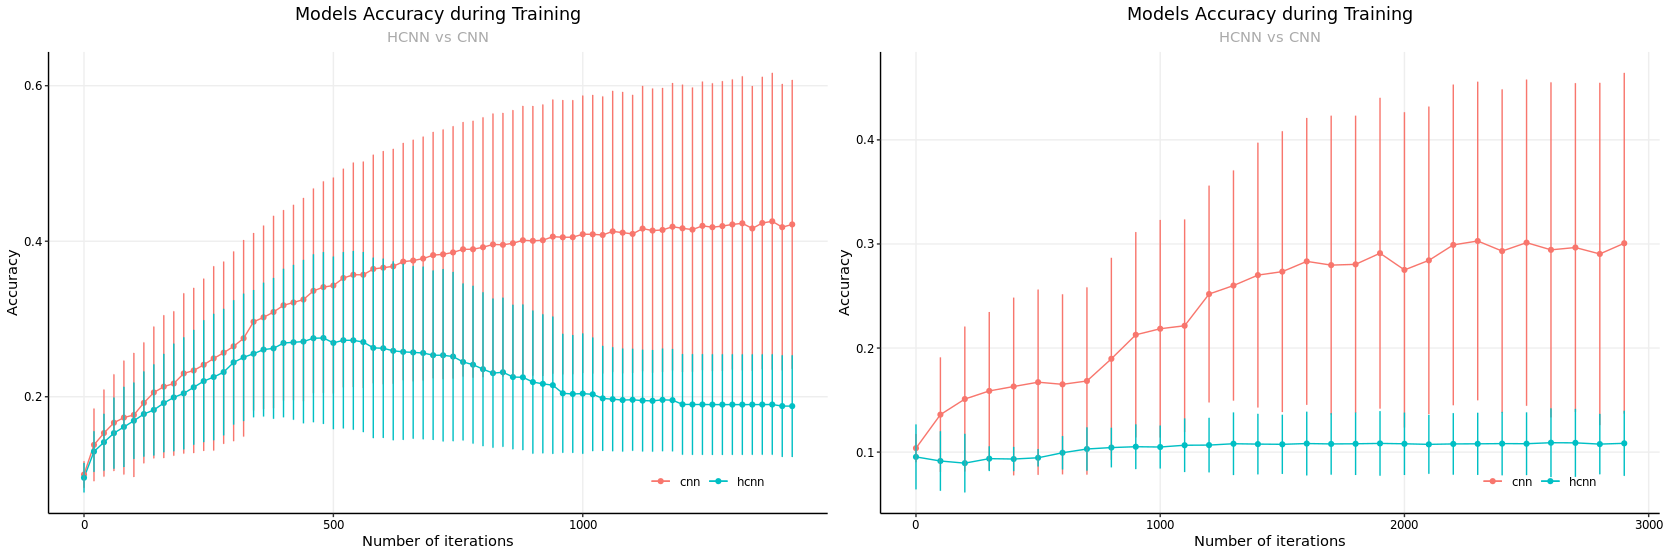 Models Accuracy during Training
HCNN vs CNN
Accuracy
0.6
0.4
0.2
0
500
1000
Number of iterations
cnn
hcnn
Models Accuracy during Training
HCNN vs CNN
Accuracy
0.4
0.3
0.2
0.1
0
1000
2000
3000
Number of iterations
cnn
hcnn